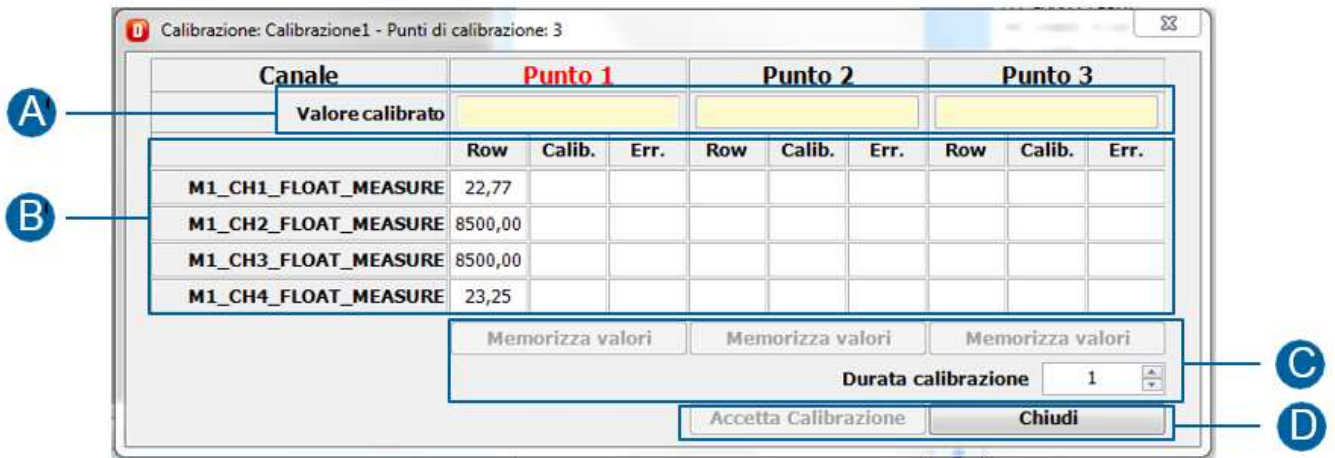 Calibrazione: Calibrazione1 - Punti di calibrazione: 3
Canale Punto 1 Punto 2 Punto 3
A Valore calibrato
Row Calib. Err. Row Calib. Err. Row Calib. Err.
M1_CH1_FLOAT_MEASURE 22,77
B M1_CH2_FLOAT_MEASURE 8500,00
M1_CH3_FLOAT_MEASURE 8500,00
M1_CH4_FLOAT_MEASURE 23,25
Memorizza valori Memorizza valori Memorizza valori
Durata calibrazione 1 C
Accetta Calibrazione Chiudi D